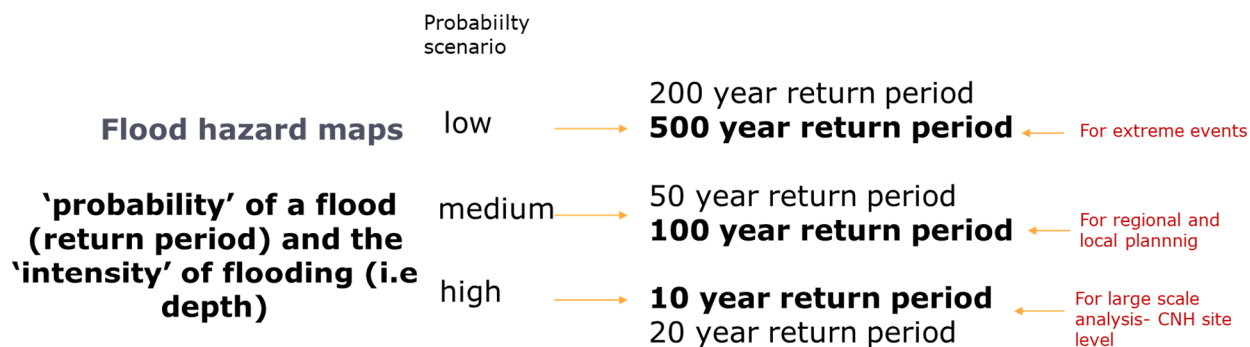 Probabiilty
scenario
Flood hazard maps
low
200 year return period
500 year return period
For extreme events
‘probability’ of a flood
(return period) and the
‘intensity’ of flooding (i.e
depth)
medium
50 year return period
100 year return period
For regional and
local plannnig
high
10 year return period
20 year return period
For large scale
analysis- CNH site
level